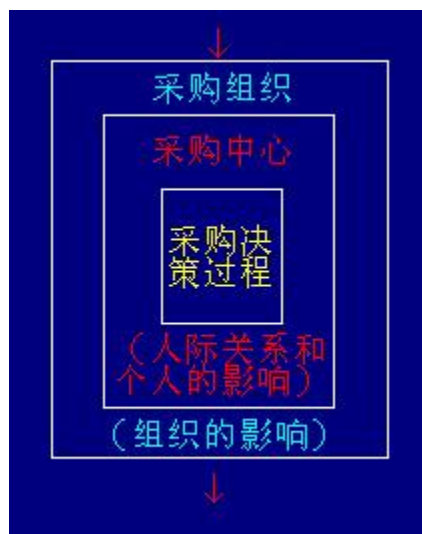 采购组织
采购中心
采购决
策过程
（人际关系和
个人的影响）
（组织的影响）